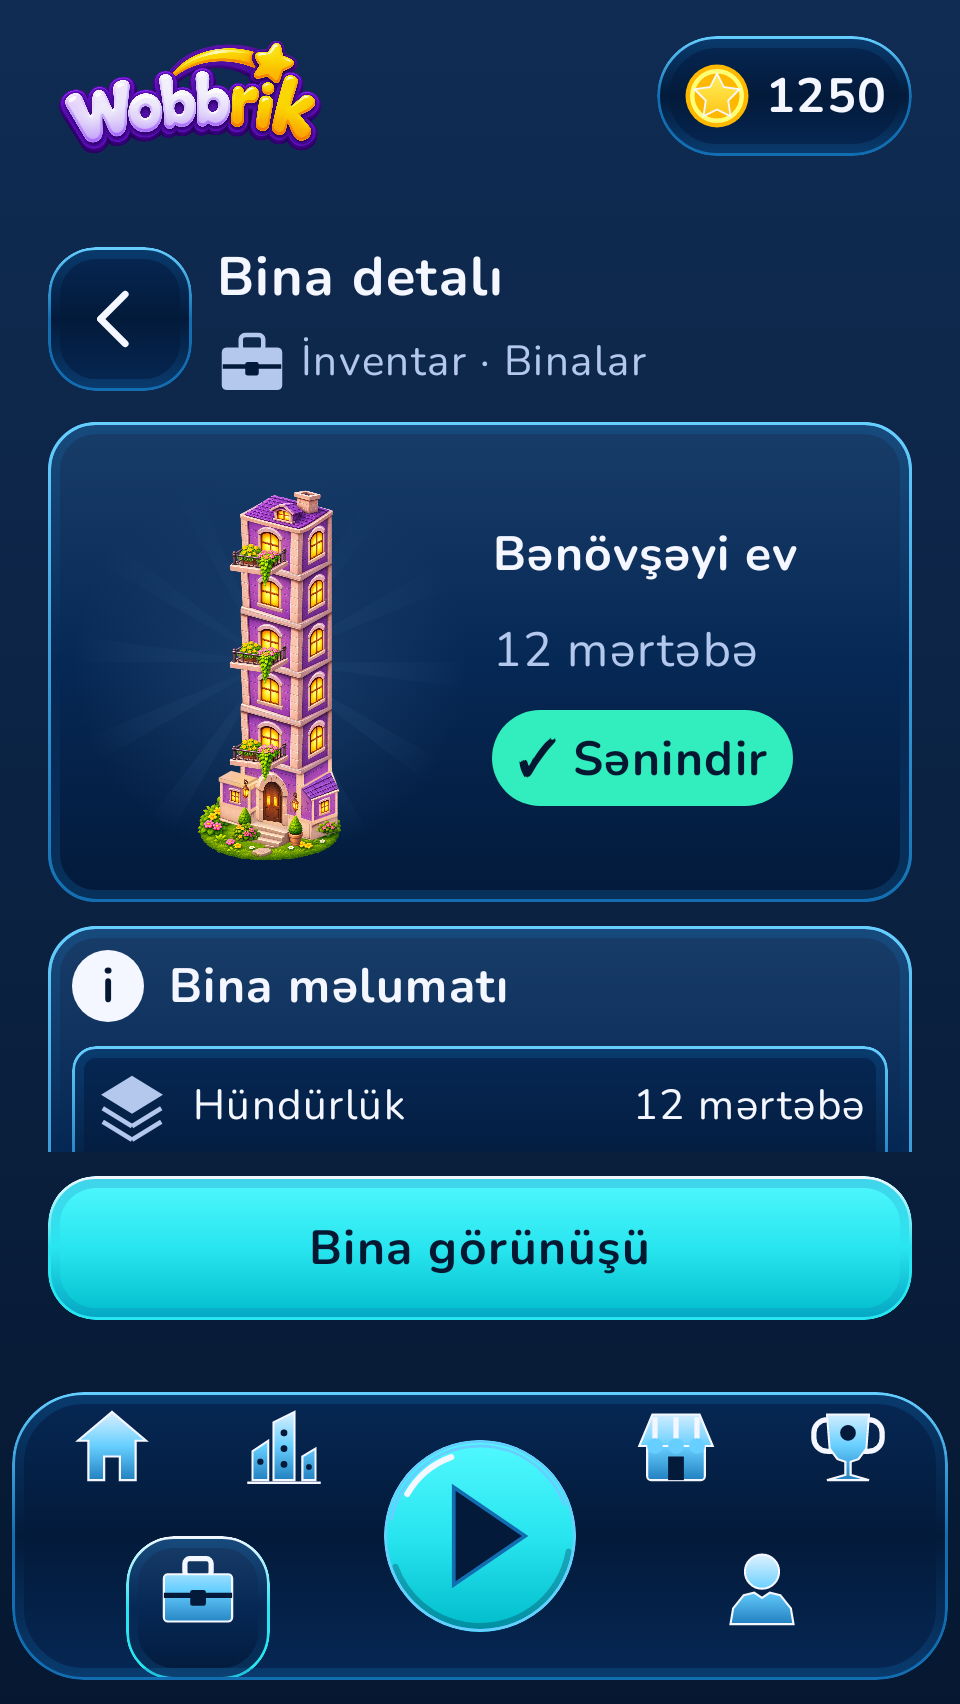 Wobbrik
1250
Bina detalı
İnventar · Binalar
Bənövşəyi ev
12 mərtəbə
✓ Sənindir
i Bina məlumatı
Hündürlük 12 mərtəbə
Bina görünüşü